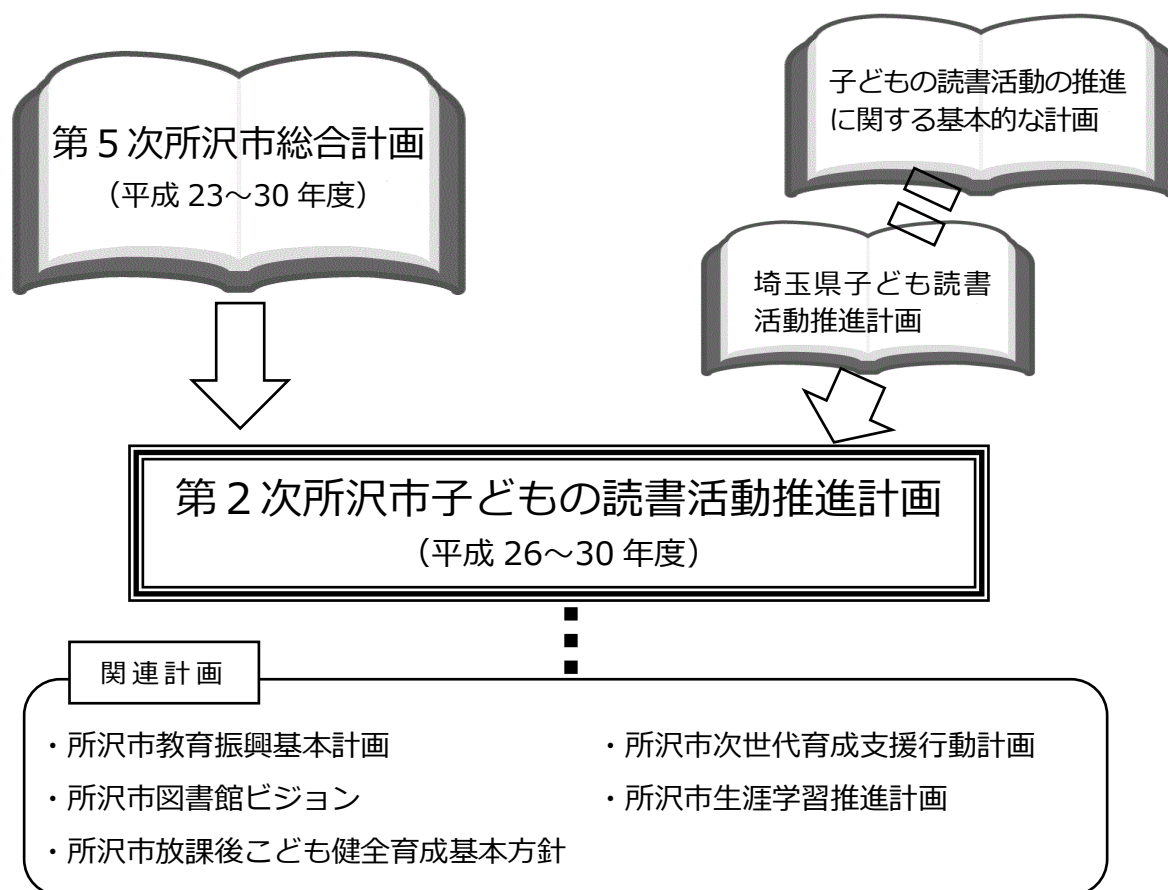 第5次所沢市総合計画
（平成 23～30 年度）
子どもの読書活動の推進
に関する基本的な計画
埼玉県子ども読書
活動推進計画
第2次所沢市子どもの読書活動推進計画
（平成 26～30 年度）
関連計画
・所沢市教育振興基本計画
・所沢市次世代育成支援行動計画
・所沢市図書館ビジョン
・所沢市生涯学習推進計画
・所沢市放課後こども健全育成基本方針